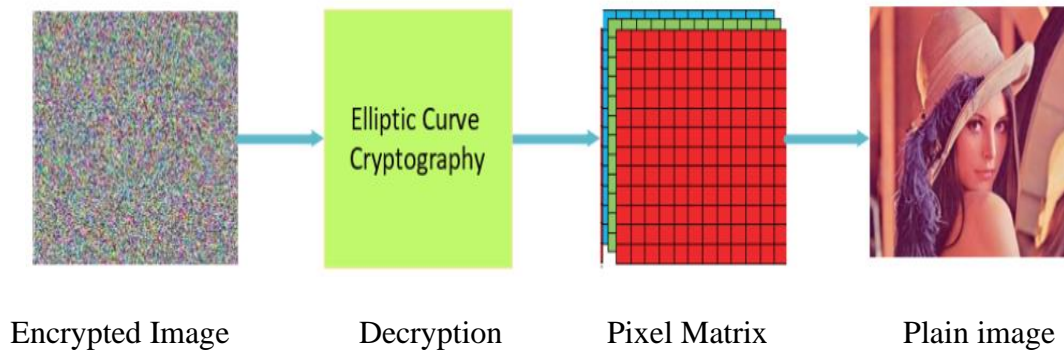 Elliptic Curve
Cryptography
Encrypted Image
Decryption
Pixel Matrix
Plain image